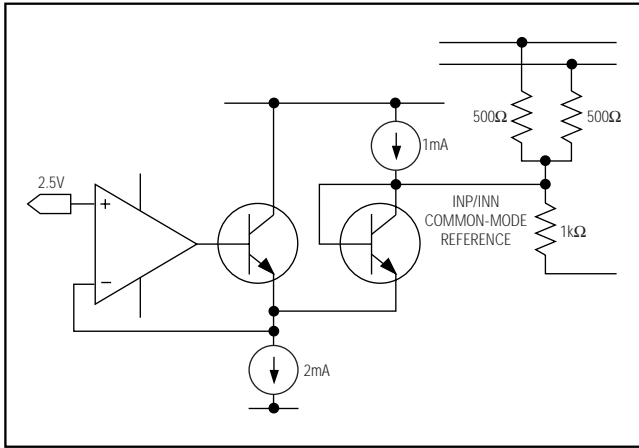 500Ω
500Ω
1mA
2.5V
+
−
INP/INN
COMMON-MODE
REFERENCE
1kΩ
2mA